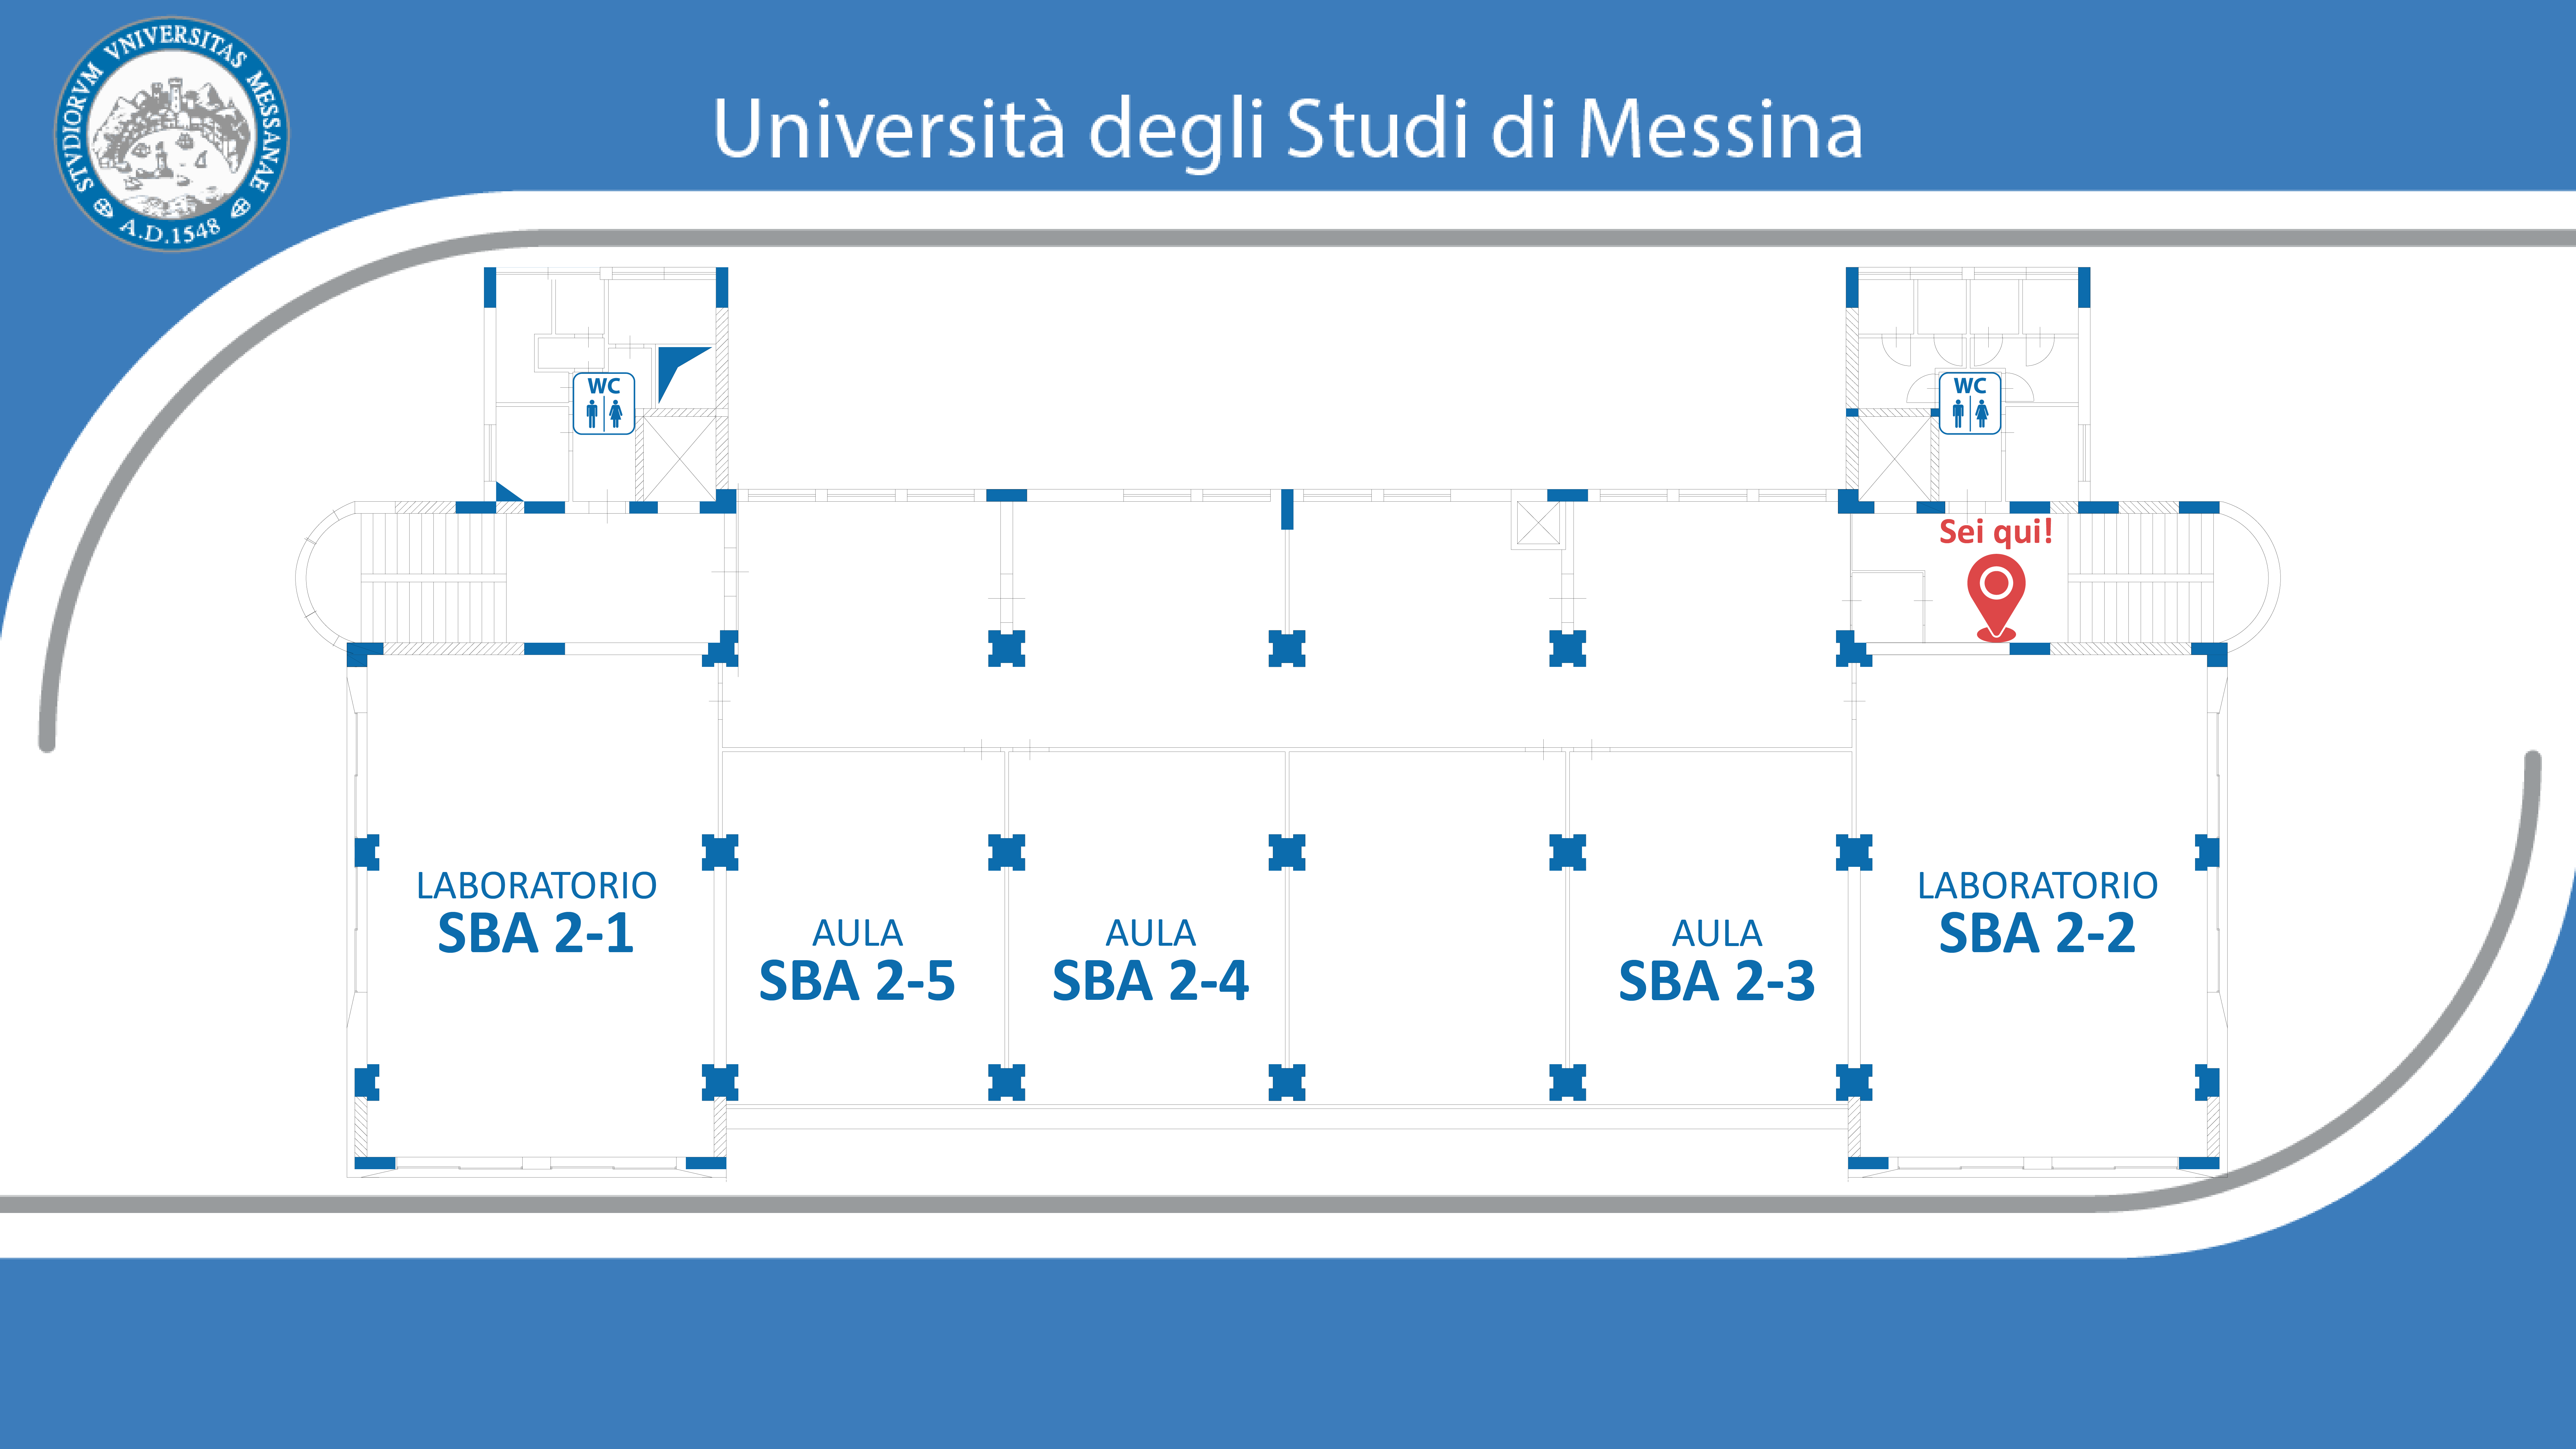 STVDIORVM VNIVERSITAS MESSANAE
A.D.1548
Università degli Studi di Messina
WC
WC
Sei qui!
LABORATORIO
SBA 2-1
AULA
SBA 2-5
AULA
SBA 2-4
AULA
SBA 2-3
LABORATORIO
SBA 2-2